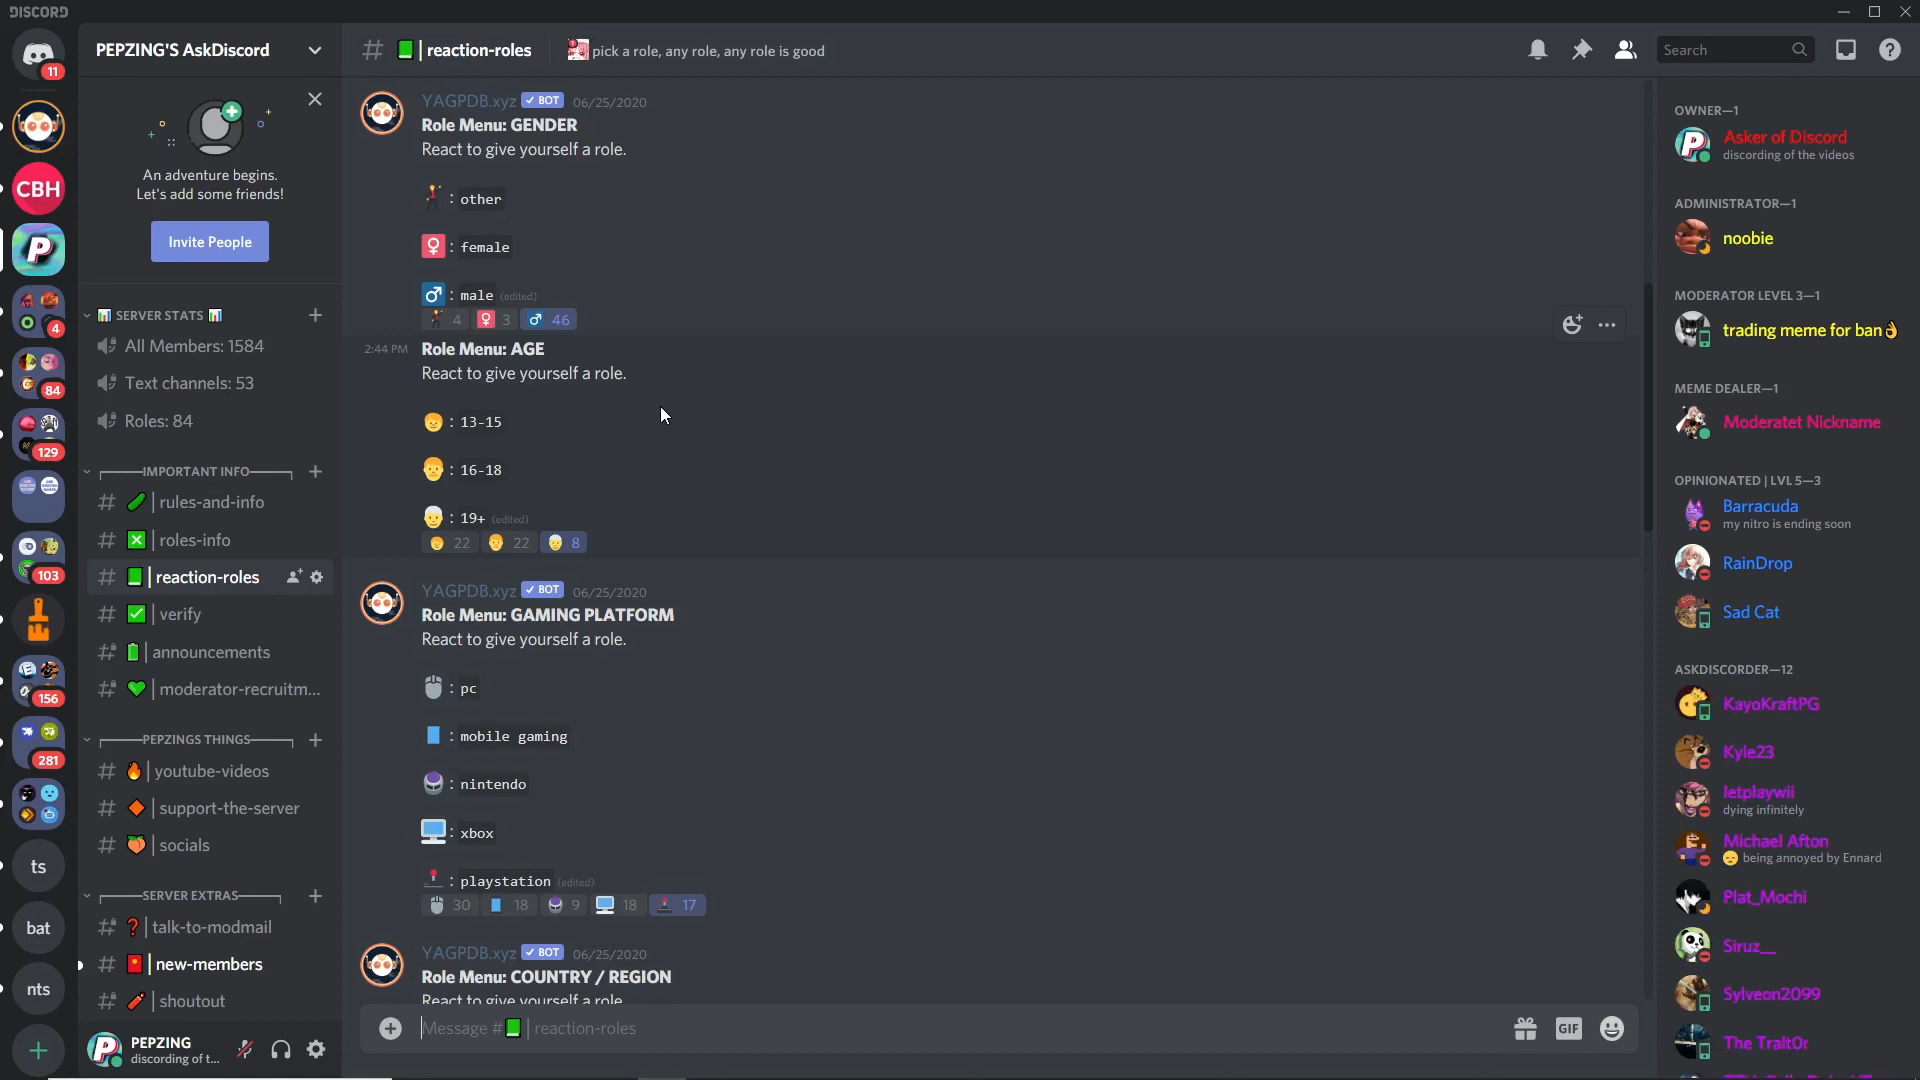 DISCORD
11
CBH
4
84
129
103
156
281
ts
bat
nts
PEPZING'S AskDiscord
An adventure begins.
Let's add some friends!
Invite People
SERVER STATS
All Members: 1584
Text channels: 53
Roles: 84
IMPORTANT INFO
rules-and-info
roles-info
reaction-roles
verify
announcements
moderator-recruitm...
PEPZINGS THINGS
youtube-videos
support-the-server
socials
SERVER EXTRAS
talk-to-modmail
new-members
shoutout
PEPZING
discording of t...
# | reaction-roles
pick a role, any role, any role is good
Search
YAGPDB.xyz BOT 06/25/2020
Role Menu: GENDER
React to give yourself a role.
: other
: female
: male (edited)
4 3 46
2:44 PM Role Menu: AGE
React to give yourself a role.
: 13-15
: 16-18
: 19+ (edited)
22 22 8
YAGPDB.xyz BOT 06/25/2020
Role Menu: GAMING PLATFORM
React to give yourself a role.
: pc
: mobile gaming
: nintendo
: xbox
: playstation (edited)
30 18 9 18 17
YAGPDB.xyz BOT 06/25/2020
Role Menu: COUNTRY / REGION
React to give yourself a role
Message # | reaction-roles
GIF
OWNER—1
Asker of Discord
discording of the videos
ADMINISTRATOR—1
noobie
MODERATOR LEVEL 3—1
trading meme for ban
MEME DEALER—1
Moderatet Nickname
OPINIONATED | LVL 5—3
Barracuda
my nitro is ending soon
RainDrop
Sad Cat
ASKDISCORDER—12
KayoKraftPG
Kyle23
letplaywii
dying infinitely
Michael Afton
being annoyed by Ennard
Plat_Mochi
Siruz__
Sylveon2099
The Tralt0r